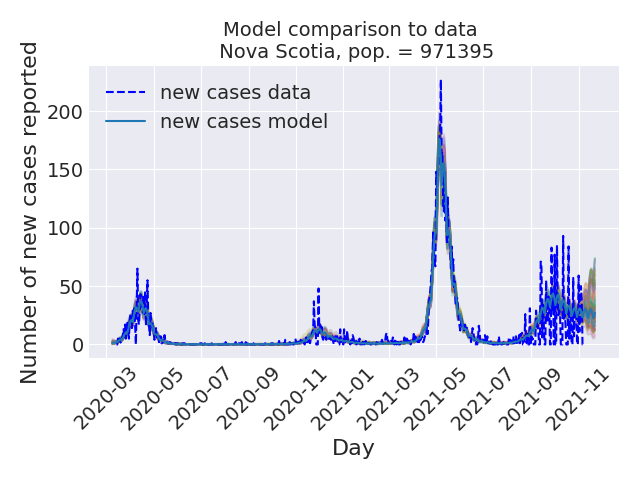 Model comparison to data
Nova Scotia, pop. = 971395
Number of new cases reported
200
150
100
50
0
new cases data
new cases model
2020-03
2020-05
2020-07
2020-09
2020-11
2021-01
2021-03
2021-05
2021-07
2021-09
2021-11
Day